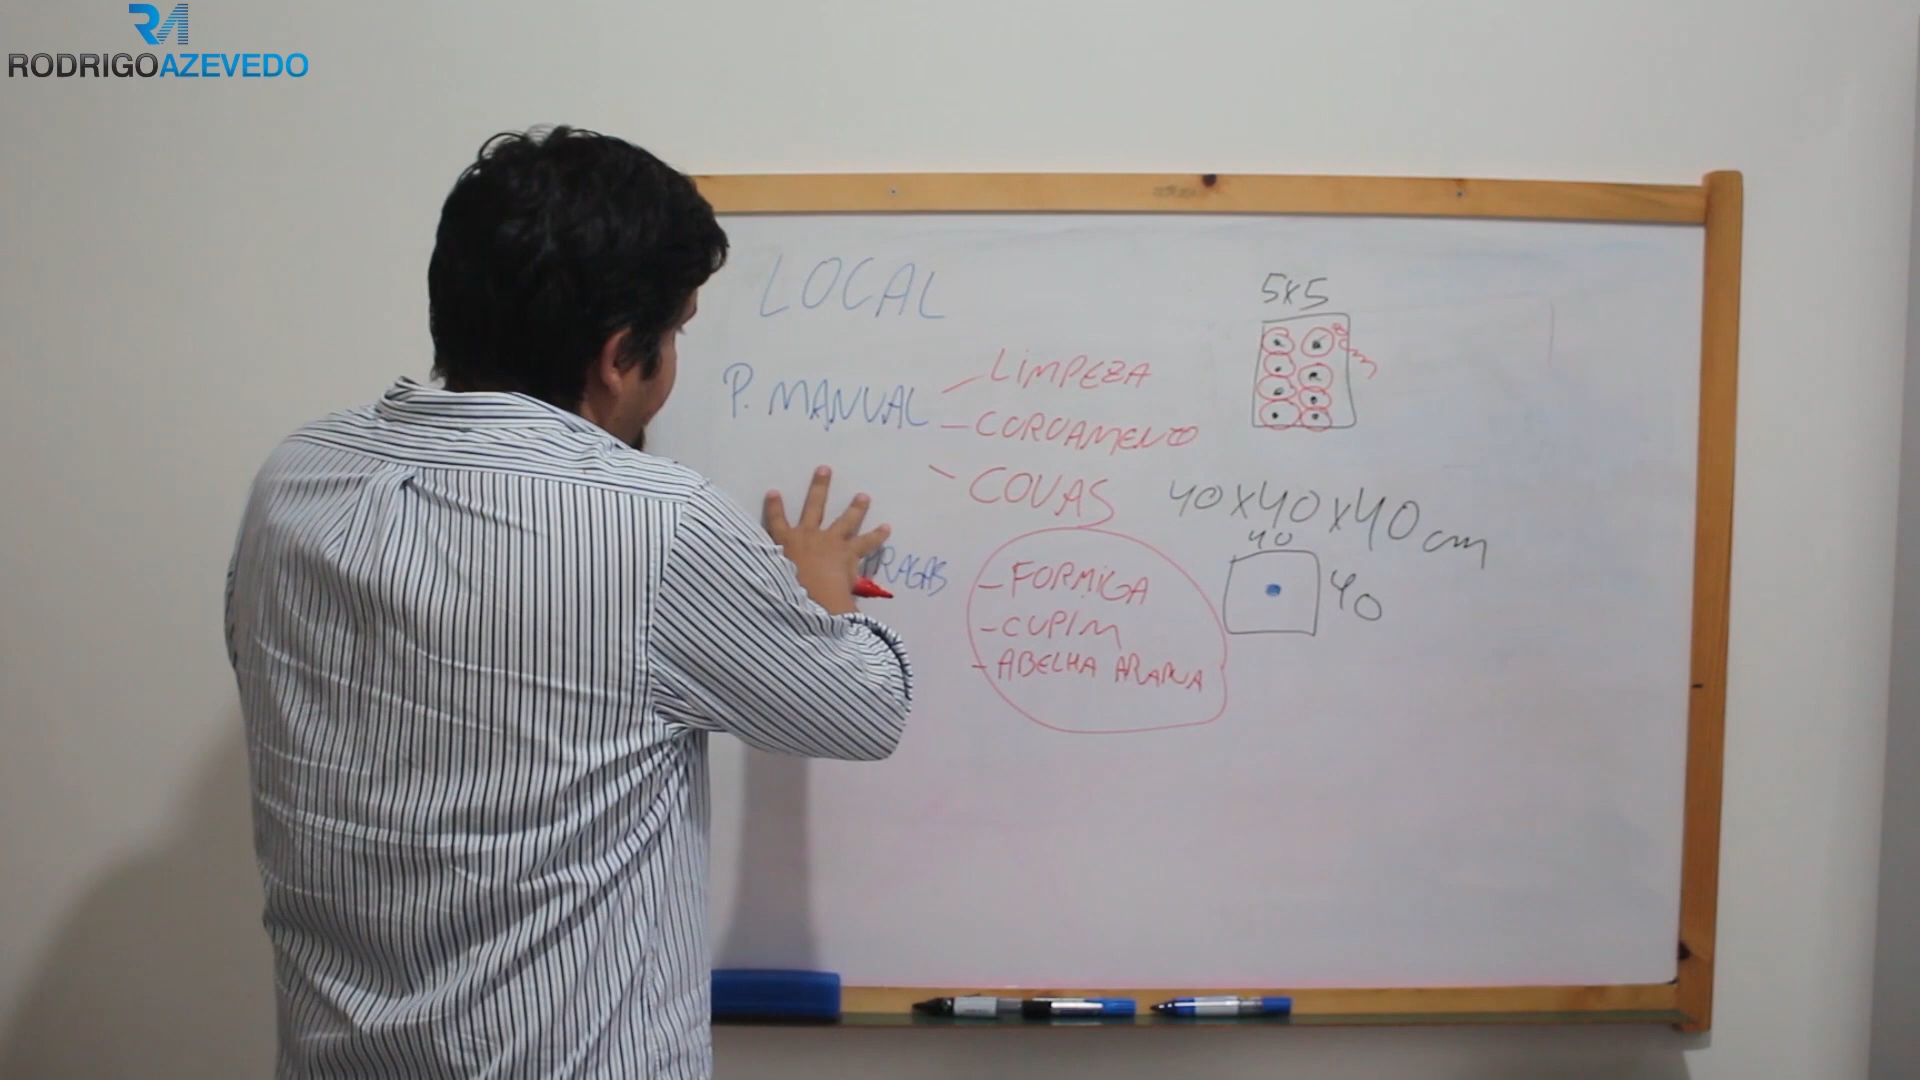 RODRIGOAZEVEDO
LOCAL
5x5
P. MANUAL
- LIMPEZA
- COROAMENTO
- COVAS
40x40x40cm
40
40
PRAGAS
- FORMIGA
- CUPIM
- ABELHA ARAPUA